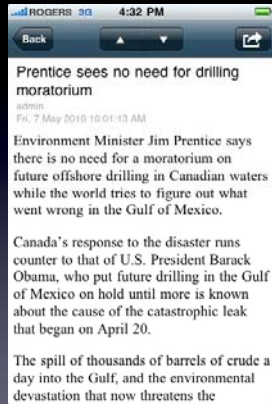 ROGERS 3G 4:32 PM
Back
Prentice sees no need for drilling
moratorium
admin
Fri, 7 May 2010 10:01:13 AM
Environment Minister Jim Prentice says
there is no need for a moratorium on
future offshore drilling in Canadian waters
while the world tries to figure out what
went wrong in the Gulf of Mexico.
Canada's response to the disaster runs
counter to that of U.S. President Barack
Obama, who put future drilling in the Gulf
of Mexico on hold until more is known
about the cause of the catastrophic leak
that began on April 20.
The spill of thousands of barrels of crude a
day into the Gulf, and the environmental
devastation that now threatens the